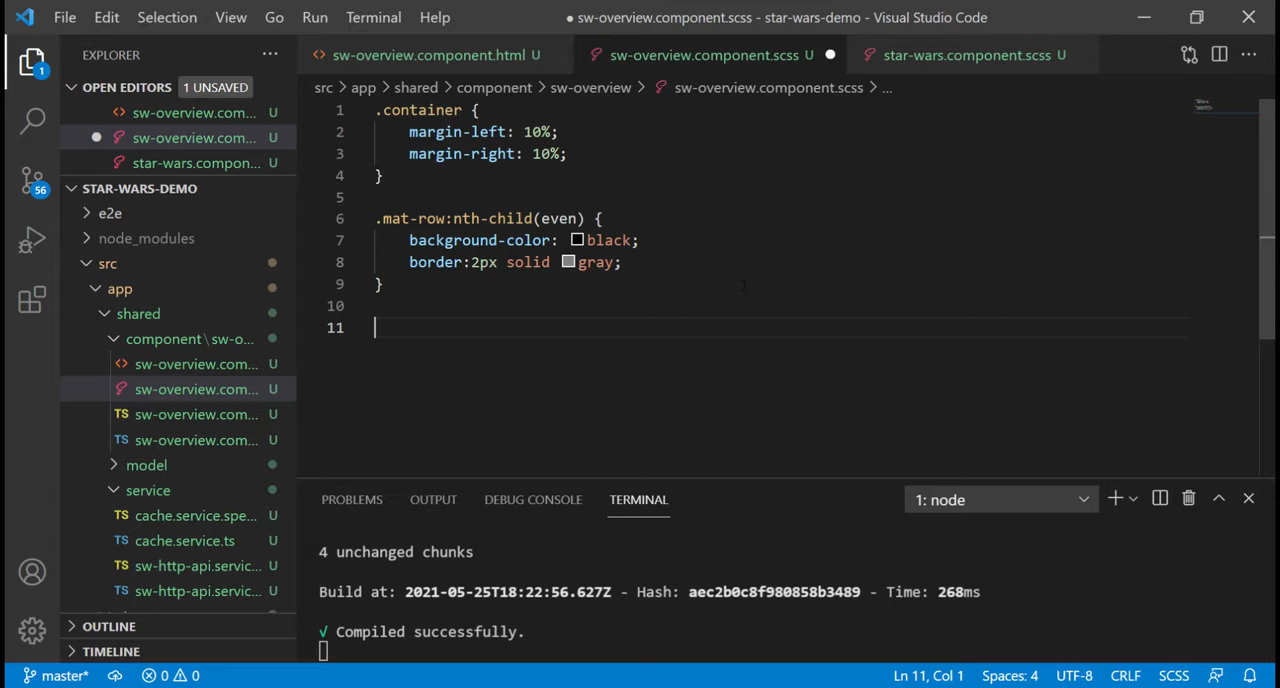 File Edit Selection View Go Run Terminal Help ● sw-overview.component.scss - star-wars-demo - Visual Studio Code
EXPLORER ...
1
OPEN EDITORS 1 UNSAVED
sw-overview.com... U
sw-overview.com... U
star-wars.compon... U
56
STAR-WARS-DEMO
e2e
node_modules
src
app
shared
component\sw-o...
<> sw-overview.com... U
sw-overview.com... U
TS sw-overview.com... U
TS sw-overview.com... U
model
service
TS cache.service.spe... U
TS cache.service.ts U
TS sw-http-api.servic... U
TS sw-http-api.servic... U
OUTLINE
TIMELINE
<> sw-overview.component.html U sw-overview.component.scss U ● star-wars.component.scss U ...
src > app > shared > component > sw-overview > sw-overview.component.scss > ...
1 .container {
2 margin-left: 10%;
3 margin-right: 10%;
4 }
5
6 .mat-row:nth-child(even) {
7 background-color: black;
8 border:2px solid gray;
9 }
10
11
PROBLEMS OUTPUT DEBUG CONSOLE TERMINAL 1: node
4 unchanged chunks
Build at: 2021-05-25T18:22:56.627Z - Hash: aec2b0c8f980858b3489 - Time: 268ms
√ Compiled successfully.
master* 0 0 Ln 11, Col 1 Spaces: 4 UTF-8 CRLF SCSS